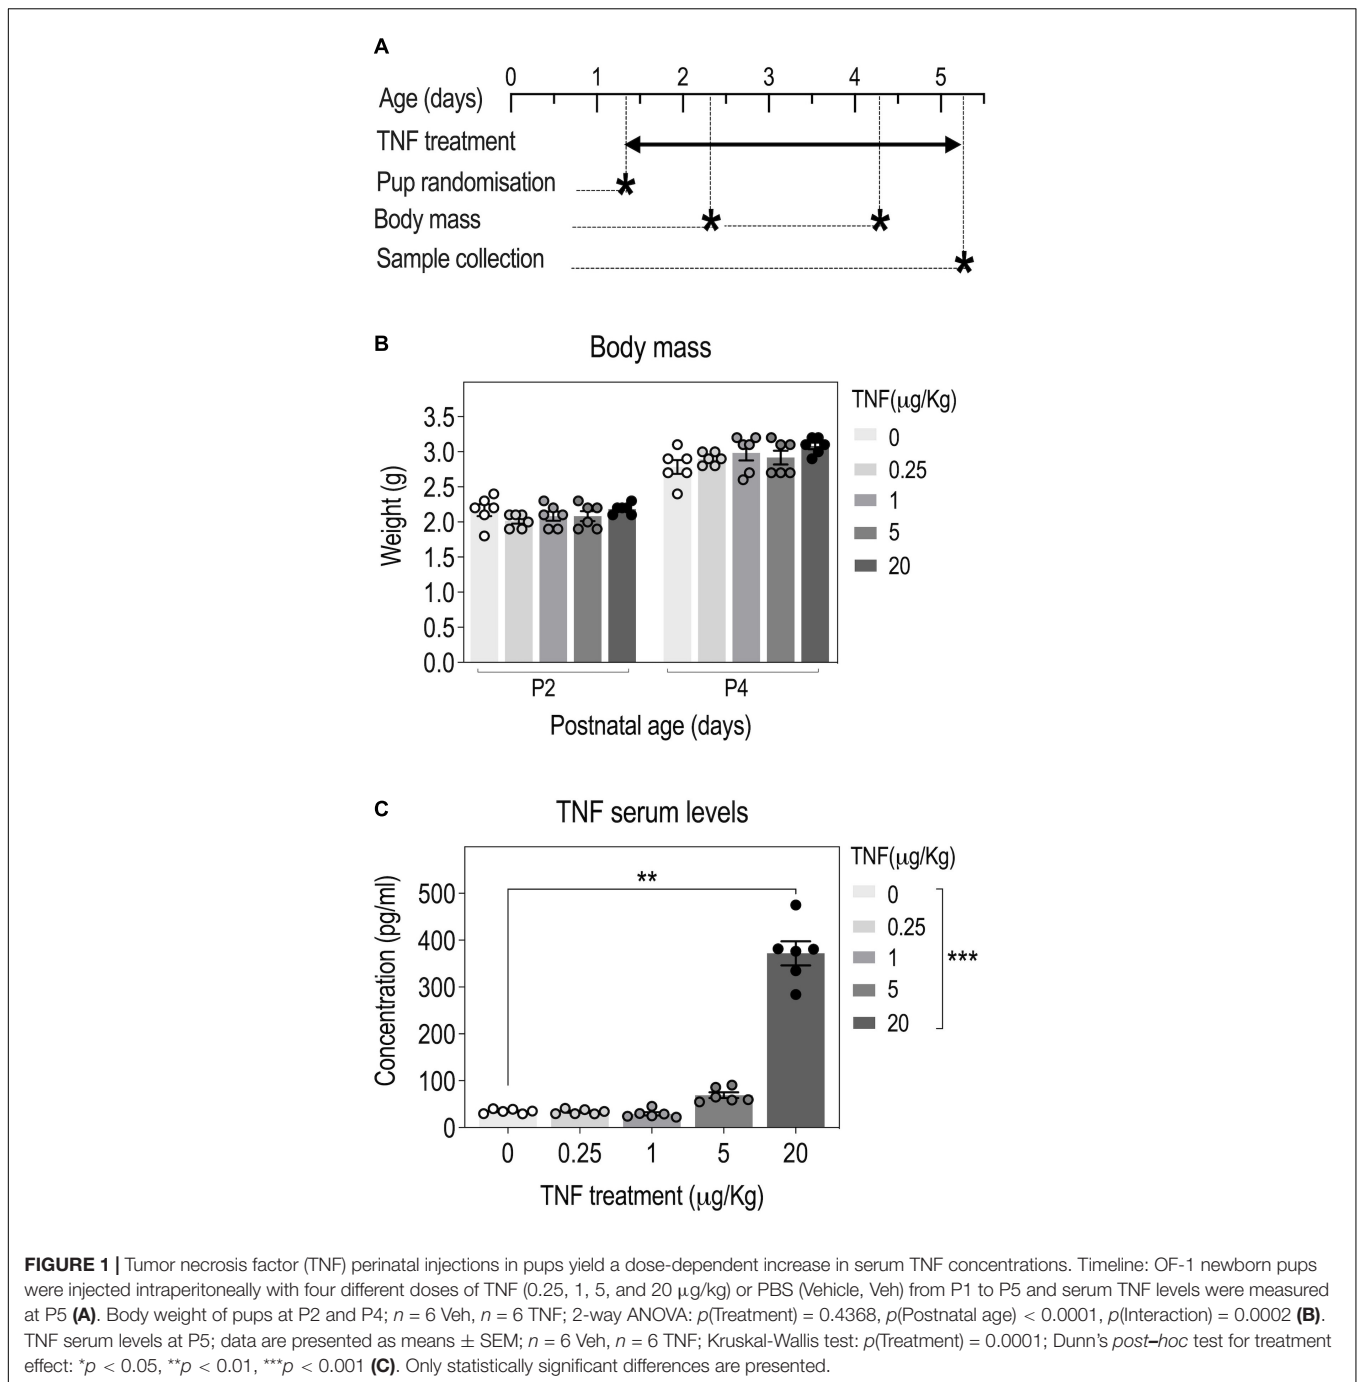 A
0 1 2 3 4 5
Age (days)
TNF treatment
Pup randomisation
*
Body mass
* *
Sample collection
*
B
Body mass
Weight (g)
3.5
3.0
2.5
2.0
1.5
1.0
0.5
0.0
P2 P4
Postnatal age (days)
TNF(μg/Kg)
0
0.25
1
5
20
C
TNF serum levels
Concentration (pg/ml)
500
400
300
200
100
0
**
0 0.25 1 5 20
TNF treatment (μg/Kg)
TNF(μg/Kg)
0
0.25
1
5
20
***
FIGURE 1 | Tumor necrosis factor (TNF) perinatal injections in pups yield a dose-dependent increase in serum TNF concentrations. Timeline: OF-1 newborn pups
were injected intraperitoneally with four different doses of TNF (0.25, 1, 5, and 20 μg/kg) or PBS (Vehicle, Veh) from P1 to P5 and serum TNF levels were measured
at P5 (A). Body weight of pups at P2 and P4; n = 6 Veh, n = 6 TNF; 2-way ANOVA: p(Treatment) = 0.4368, p(Postnatal age) < 0.0001, p(Interaction) = 0.0002 (B).
TNF serum levels at P5; data are presented as means ± SEM; n = 6 Veh, n = 6 TNF; Kruskal-Wallis test: p(Treatment) = 0.0001; Dunn's post–hoc test for treatment
effect: *p < 0.05, **p < 0.01, ***p < 0.001 (C). Only statistically significant differences are presented.